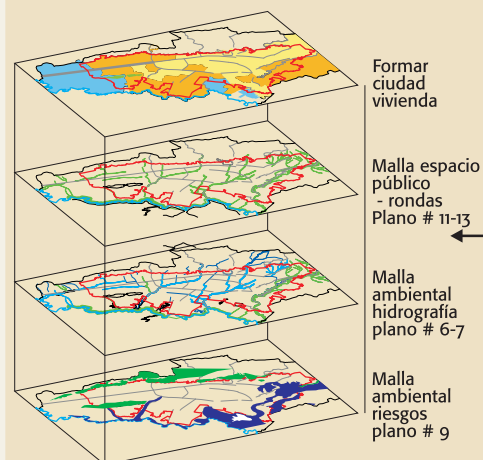 Formar
ciudad
vivienda
Malla espacio
público
- rondas
Plano # 11-13
Malla
ambiental
hidrografía
plano # 6-7
Malla
ambiental
riesgos
plano # 9